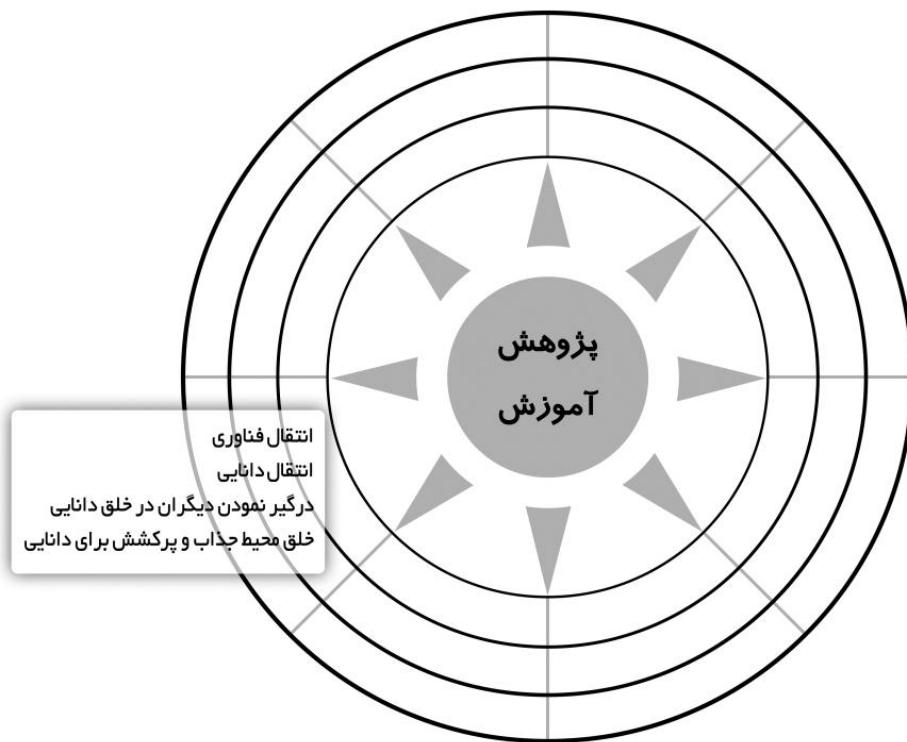 پژوهش
آموزش
انتقال فناوری
انتقال دانایی
درگیر نمودن دیگران در خلق دانایی
خلق محیط جذاب و پرکشش برای دانایی